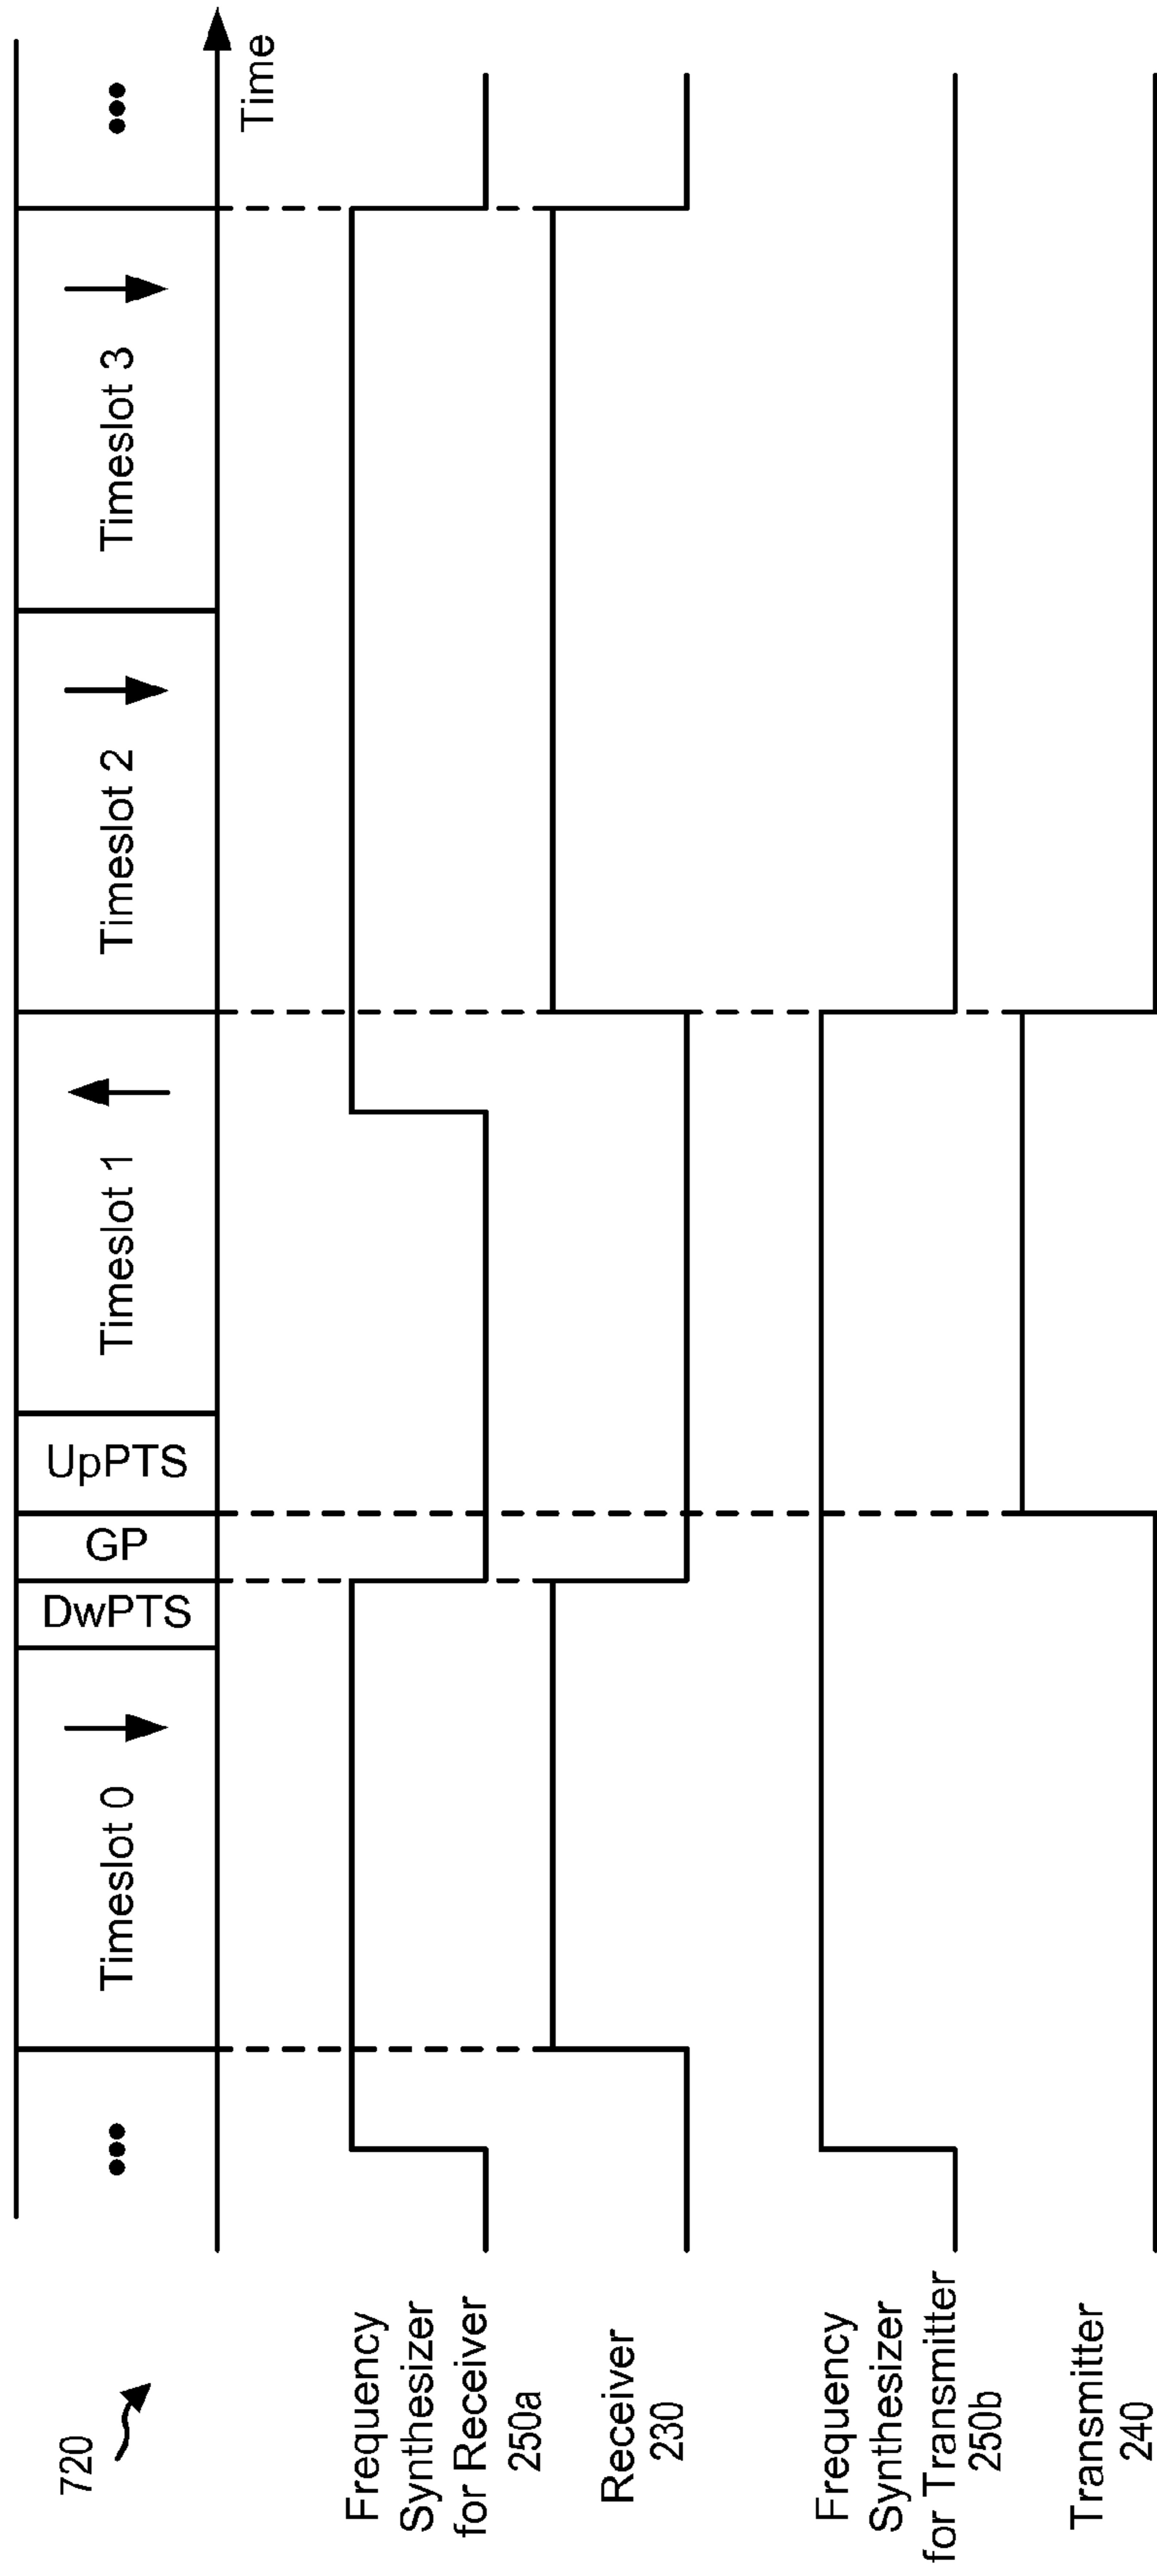 720
•••
Timeslot 0
DwPTS
GP
UpPTS
Timeslot 1
Timeslot 2
Timeslot 3
•••
Time
Frequency
Synthesizer
for Receiver
250a
Receiver
230
Frequency
Synthesizer
for Transmitter
250b
Transmitter
240